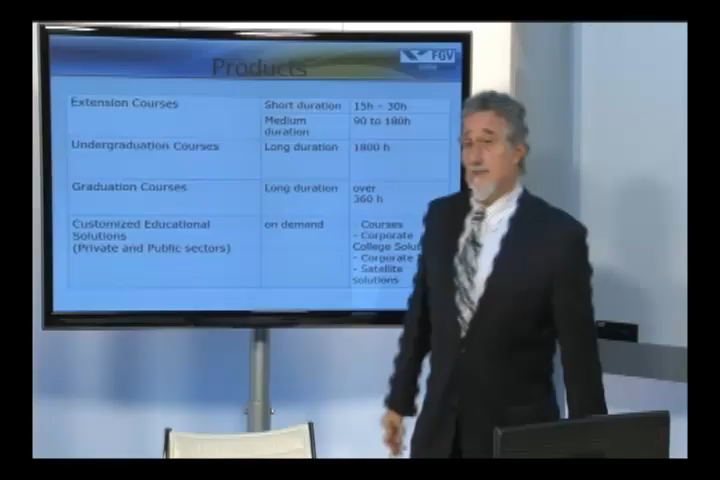 Products
FGV
Extension Courses
Short duration
15h – 30h
Medium
duration
90 to 180h
Undergraduation Courses
Long duration
1800 h
Graduation Courses
Long duration
over
360 h
Customized Educational
Solutions
(Private and Public sectors)
on demand
Courses
- Corporate
College
- Corporate
- Satellite
solutions